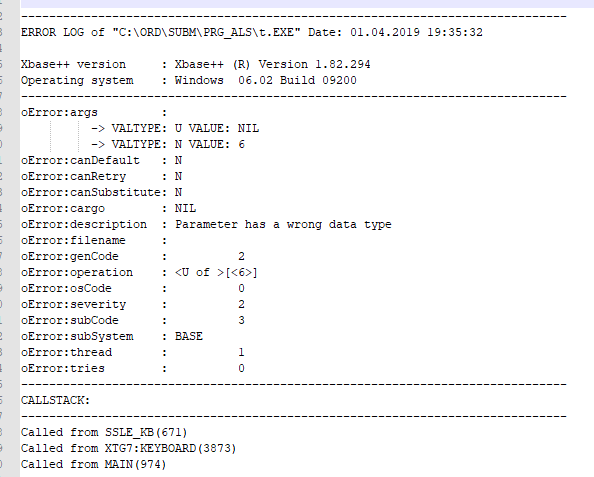 ------------------------------------------------------------------------------
ERROR LOG of "C:\ORD\SUBM\PRG_ALS\t.EXE" Date: 01.04.2019 19:35:32
Xbase++ version     : Xbase++ (R) Version 1.82.294
Operating system    : Windows  06.02 Build 09200
------------------------------------------------------------------------------
oError:args         :
          -> VALTYPE: U VALUE: NIL
          -> VALTYPE: N VALUE: 6
oError:canDefault   : N
oError:canRetry     : N
oError:canSubstitute: N
oError:cargo        : NIL
oError:description  : Parameter has a wrong data type
oError:filename     :
oError:genCode      :          2
oError:operation    : <U of >[<6>]
oError:osCode       :          0
oError:severity     :          2
oError:subCode      :          3
oError:subSystem    : BASE
oError:thread       :          1
oError:tries        :          0
------------------------------------------------------------------------------
CALLSTACK:
------------------------------------------------------------------------------
Called from SSLE_KB(671)
Called from XTG7:KEYBOARD(3873)
Called from MAIN(974)